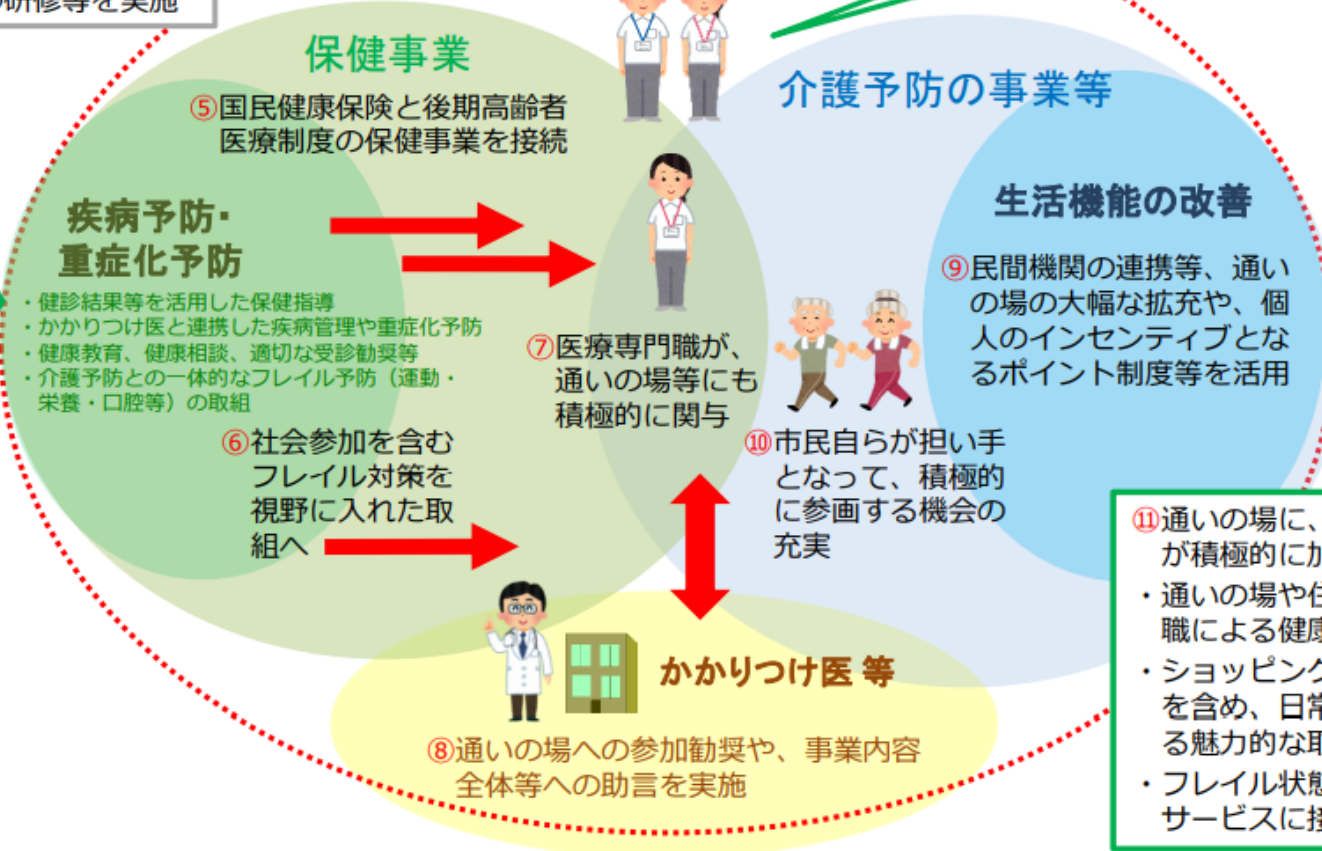 研修等を実施
保健事業
⑤国民健康保険と後期高齢者
医療制度の保健事業を接続
介護予防の事業等
疾病予防・
重症化予防
・健診結果等を活用した保健指導
・かかりつけ医と連携した疾病管理や重症化予防
・健康教育、健康相談、適切な受診勧奨等
・介護予防との一体的なフレイル予防（運動・
栄養・口腔等）の取組
⑥社会参加を含む
フレイル対策を
視野に入れた取
組へ
⑦医療専門職が、
通いの場等にも
積極的に関与
生活機能の改善
⑨民間機関の連携等、通い
の場の大幅な拡充や、個
人のインセンティブとな
るポイント制度等を活用
⑩市民自らが担い手
となって、積極的
に参画する機会の
充実
かかりつけ医 等
⑧通いの場への参加勧奨や、事業内容
全体等への助言を実施
⑪通いの場に、
が積極的に
・通いの場や
職による健
・ショッピング
を含め、日常
る魅力的な
・フレイル状態
サービスに